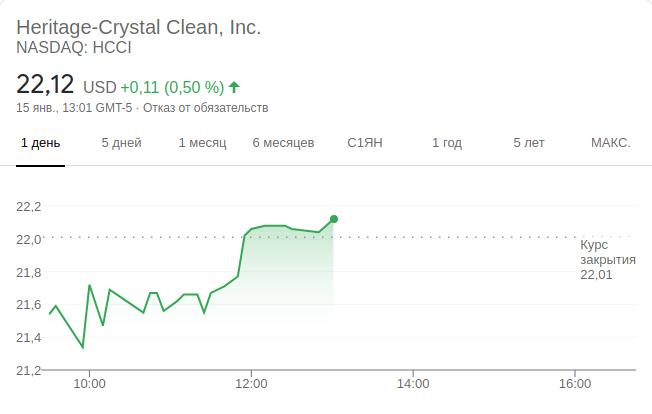 Heritage-Crystal Clean, Inc.
NASDAQ: HCCI
22,12 USD +0,11 (0,50 %)
15 янв., 13:01 GMT-5 · Отказ от обязательств
1 день 5 дней 1 месяц 6 месяцев С1ЯН 1 год 5 лет МАКС.
22,2
22,0
Курс
закрытия
22,01
21,8
21,6
21,4
21,2
10:00 12:00 14:00 16:00